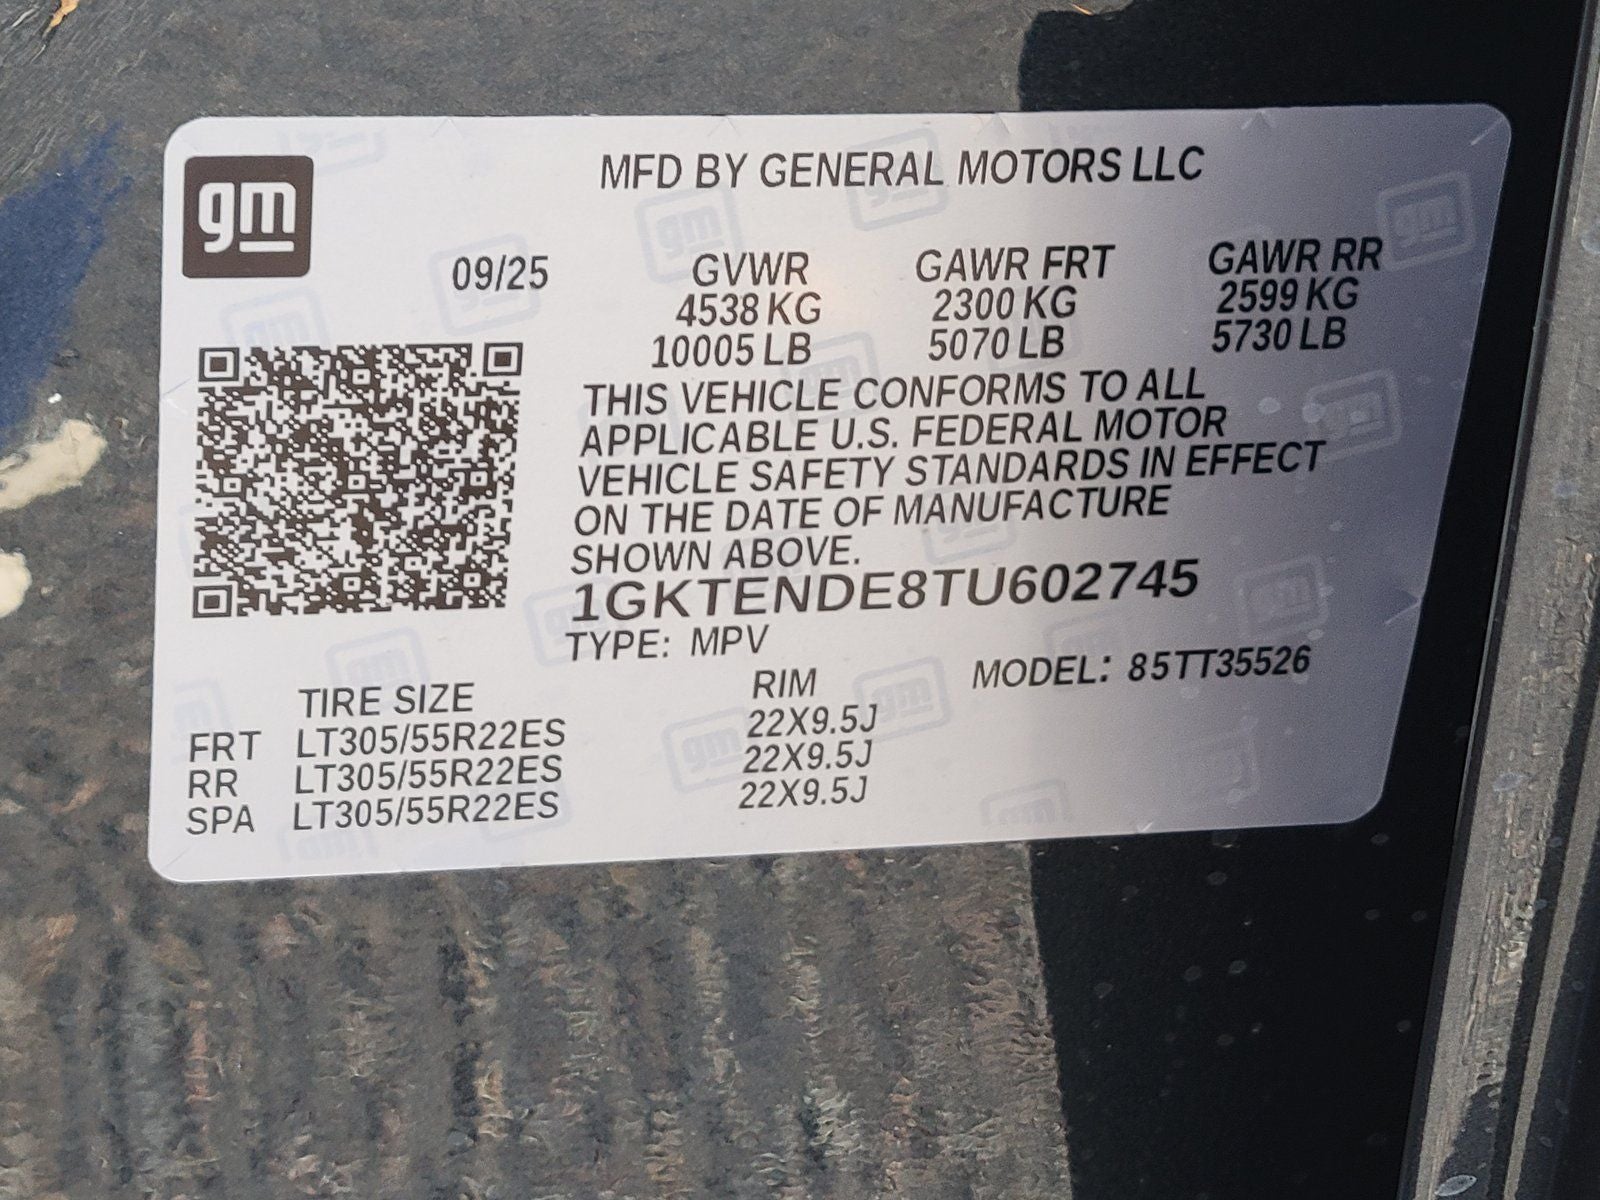 gm
MFD BY GENERAL MOTORS LLC
09/25 GVWR GAWR FRT GAWR RR
4538 KG 2300 KG 2599 KG
10005 LB 5070 LB 5730 LB
THIS VEHICLE CONFORMS TO ALL
APPLICABLE U.S. FEDERAL MOTOR
VEHICLE SAFETY STANDARDS IN EFFECT
ON THE DATE OF MANUFACTURE
SHOWN ABOVE.
1GKTENDE8TU602745
TYPE: MPV
MODEL: 85TT35526
TIRE SIZE RIM
FRT LT305/55R22ES 22X9.5J
RR LT305/55R22ES 22X9.5J
SPA LT305/55R22ES 22X9.5J